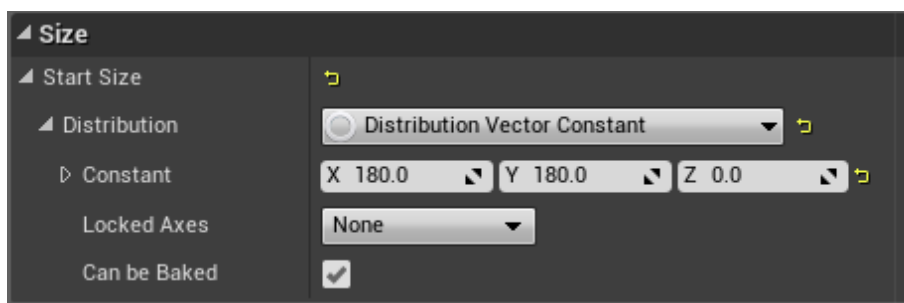 Size
Start Size
Distribution Distribution Vector Constant
Constant X 180.0 Y 180.0 Z 0.0
Locked Axes None
Can be Baked